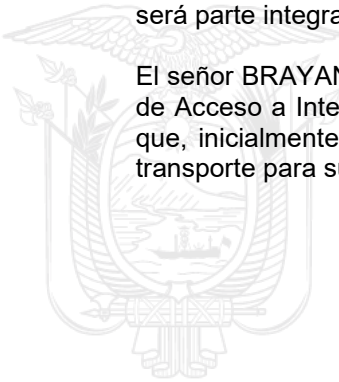 será parte integra
El señor BRAYAN
de Acceso a Inte
que, inicialmente
transporte para su